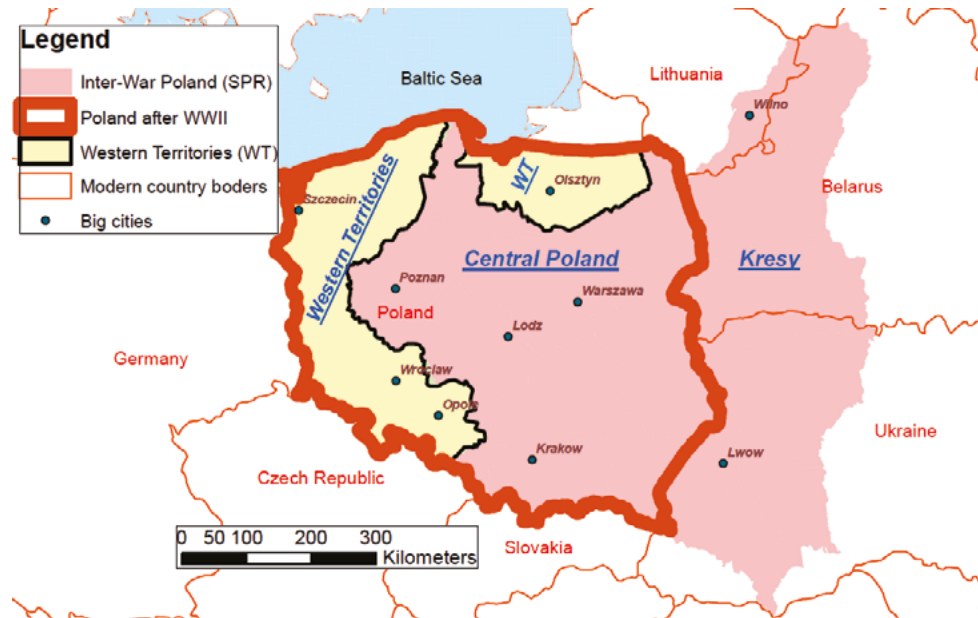 Legend
Inter-War Poland (SPR)
Poland after WWII
Western Territories (WT)
Modern country boders
Big cities
Baltic Sea
Lithuania
Wilno
Belarus
Szczecin
Western Territories
WT
Olsztyn
Central Poland
Kresy
Poznan
Warszawa
Poland
Lodz
Germany
Wroclaw
Opole
Krakow
Lwow
Ukraine
Czech Republic
Slovakia
0 50 100 200 300
Kilometers